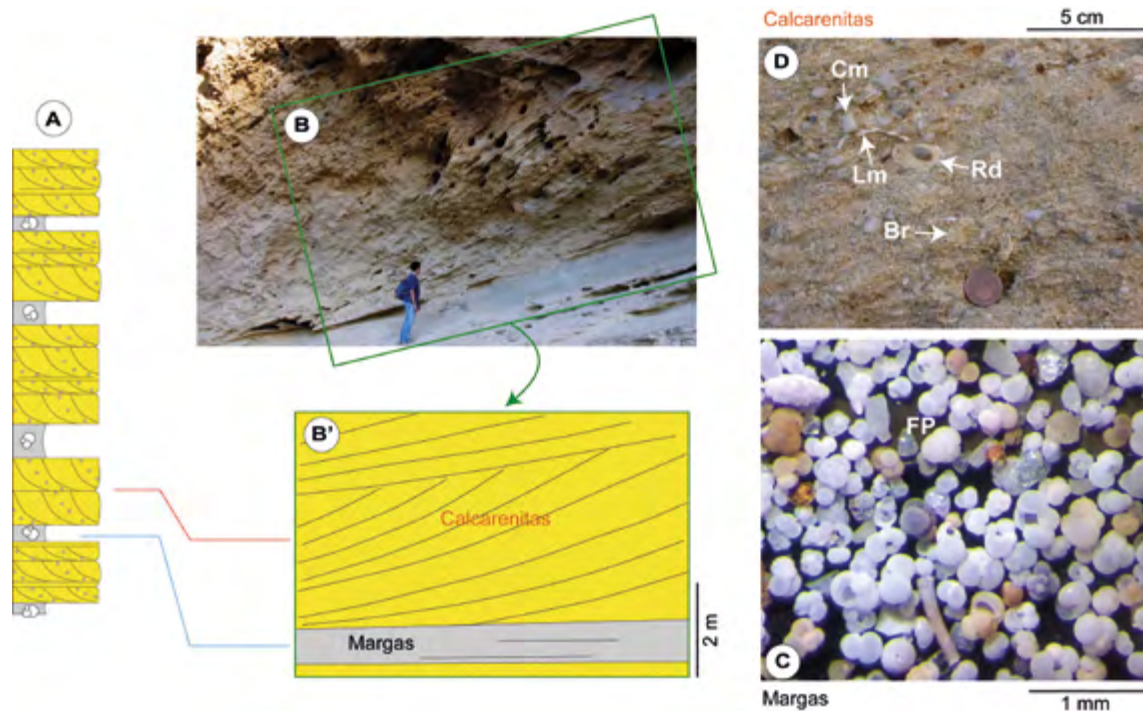 A
B
B'
Calcarenitas
Margas
2 m
Calcarenitas
5 cm
D
Cm
Lm
Rd
Br
FP
C
Margas
1 mm